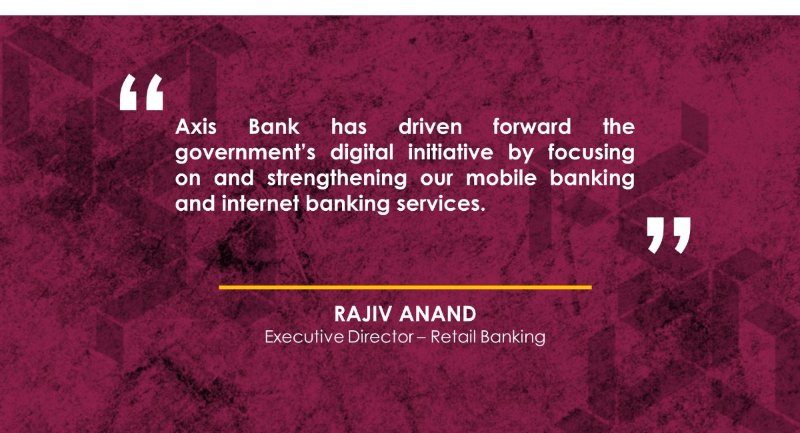 “
Axis Bank has driven forward the
government’s digital initiative by focusing
on and strengthening our mobile banking
and internet banking services.
”
RAJIV ANAND
Executive Director – Retail Banking